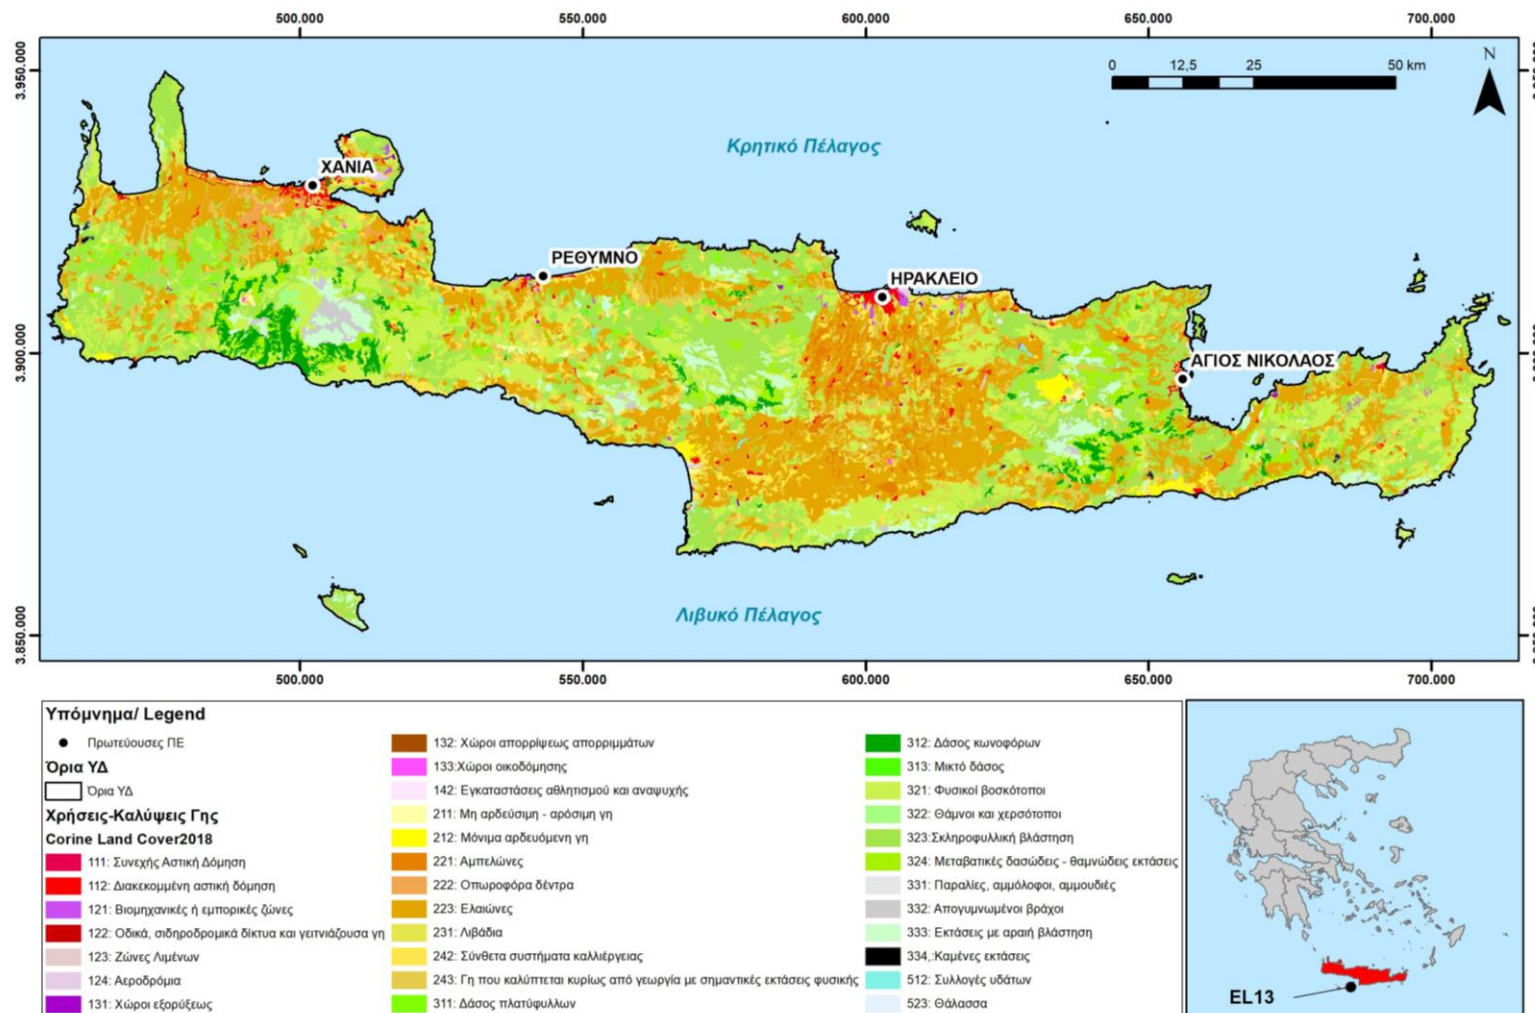 500.000 550.000 600.000 650.000 700.000
3.950.000
0 12,5 25 50 km
N
Κρητικό Πέλαγος
ΧΑΝΙΑ
ΡΕΘΥΜΝΟ
ΗΡΑΚΛΕΙΟ
3.900.000
ΑΓΙΟΣ ΝΙΚΟΛΑΟΣ
Λιβυκό Πέλαγος
3.850.000
500.000 550.000 600.000 650.000 700.000
Υπόμνημα/ Legend
Πρωτεύουσες ΠΕ
Όρια ΥΔ
Όρια ΥΔ
Χρήσεις-Καλύψεις Γης
Corine Land Cover2018
111: Συνεχής Αστική Δόμηση
112: Διακεκομμένη αστική δόμηση
121: Βιομηχανικές ή εμπορικές ζώνες
122: Οδικά, σιδηροδρομικά δίκτυα και γειτνιάζουσα γη
123: Ζώνες Λιμένων
124: Αεροδρόμια
131: Χώροι εξορύξεως
132: Χώροι απορρίψεως απορριμμάτων
133:Χώροι οικοδόμησης
142: Εγκαταστάσεις αθλητισμού και αναψυχής
211: Μη αρδεύσιμη - αρόσιμη γη
212: Μόνιμα αρδευόμενη γη
221: Αμπελώνες
222: Οπωροφόρα δέντρα
223: Ελαιώνες
231: Λιβάδια
242: Σύνθετα συστήματα καλλιέργειας
243: Γη που καλύπτεται κυρίως από γεωργία με σημαντικές εκτάσεις φυσικής
311: Δάσος πλατύφυλλων
312: Δάσος κωνοφόρων
313: Μικτό δάσος
321: Φυσικοί βοσκότοποι
322: Θάμνοι και χερσότοποι
323:Σκληροφυλλική βλάστηση
324: Μεταβατικές δασώδεις - θαμνώδεις εκτάσεις
331: Παραλίες, αμμόλοφοι, αμμουδιές
332: Απογυμνωμένοι βράχοι
333: Εκτάσεις με αραιή βλάστηση
334,:Καμένες εκτάσεις
512: Συλλογές υδάτων
523: Θάλασσα
EL13